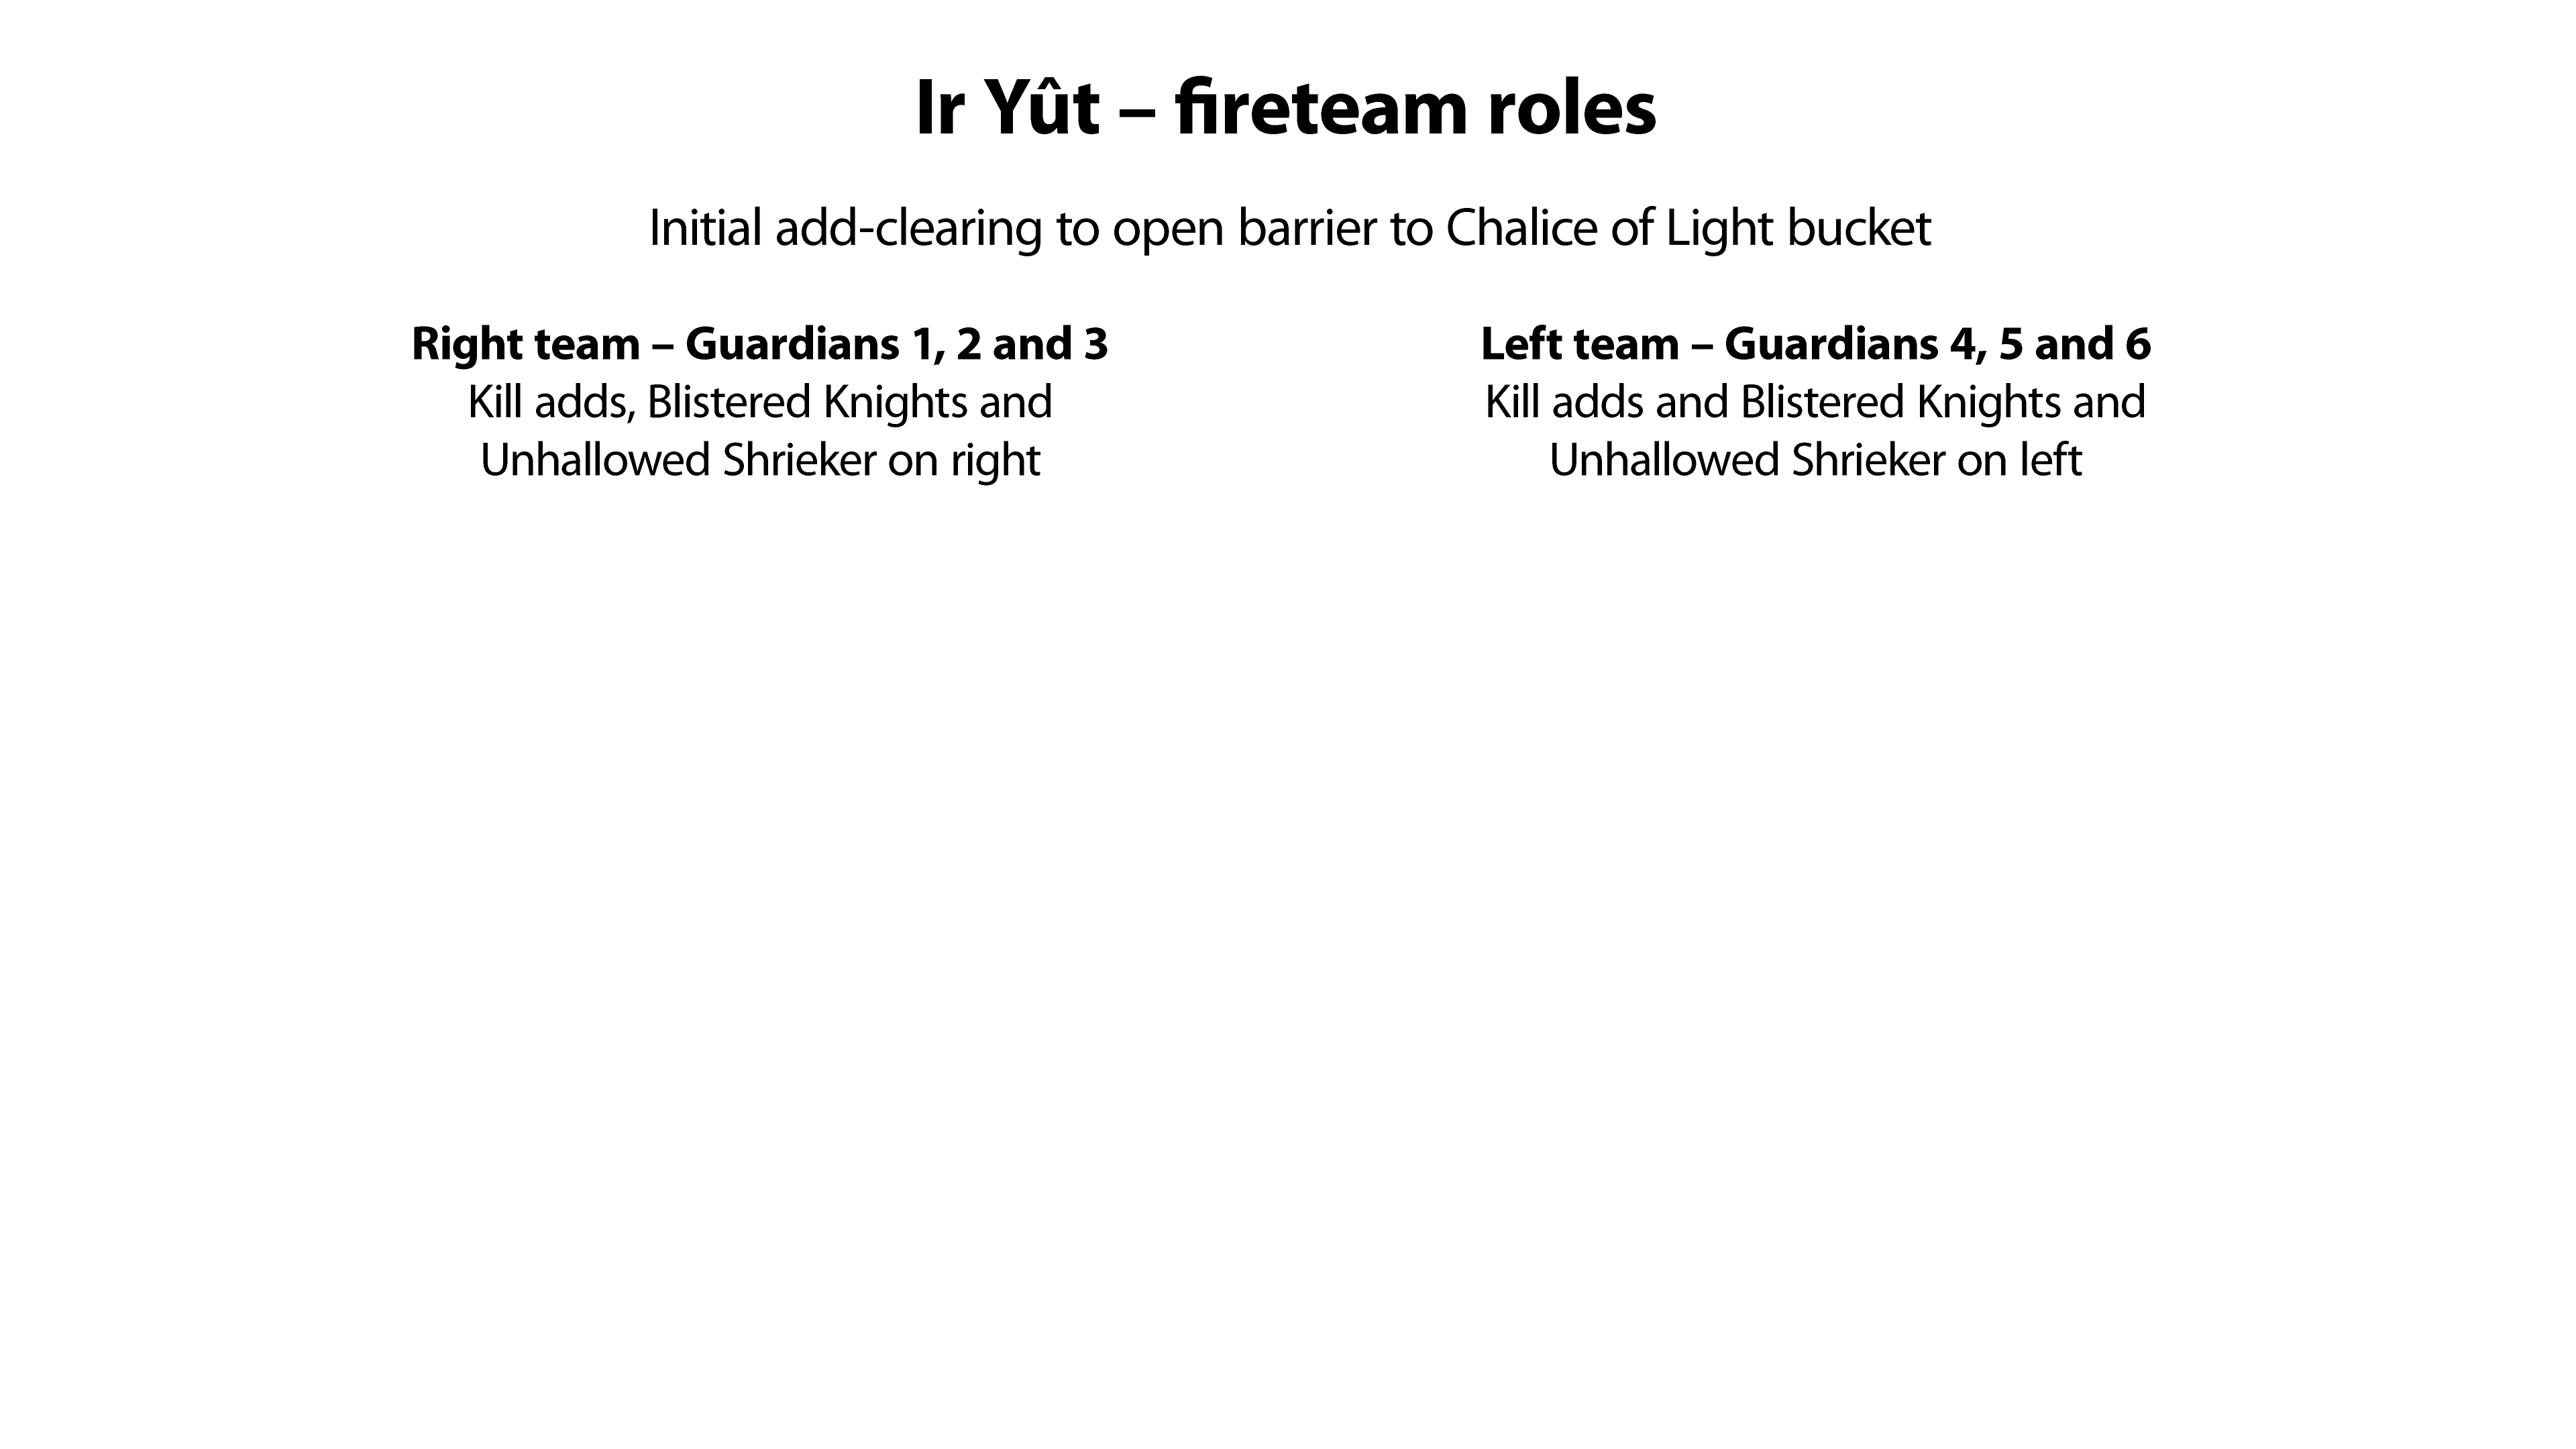 Ir Yût – fireteam roles
Initial add-clearing to open barrier to Chalice of Light bucket
Right team – Guardians 1, 2 and 3
Kill adds, Blistered Knights and
Unhallowed Shrieker on right
Left team – Guardians 4, 5 and 6
Kill adds and Blistered Knights and
Unhallowed Shrieker on left